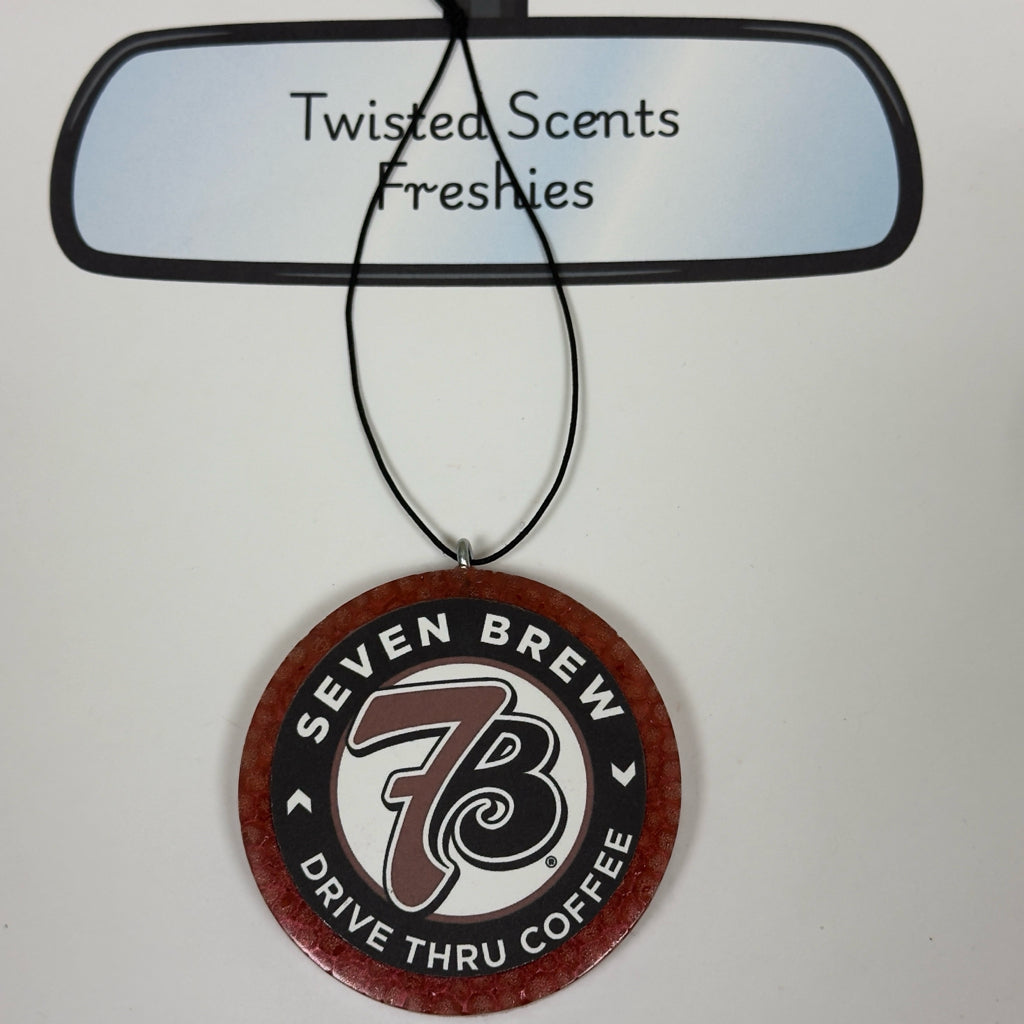 Twisted Scents
Freshies
SEVEN BREW
7B
®
DRIVE THRU COFFEE